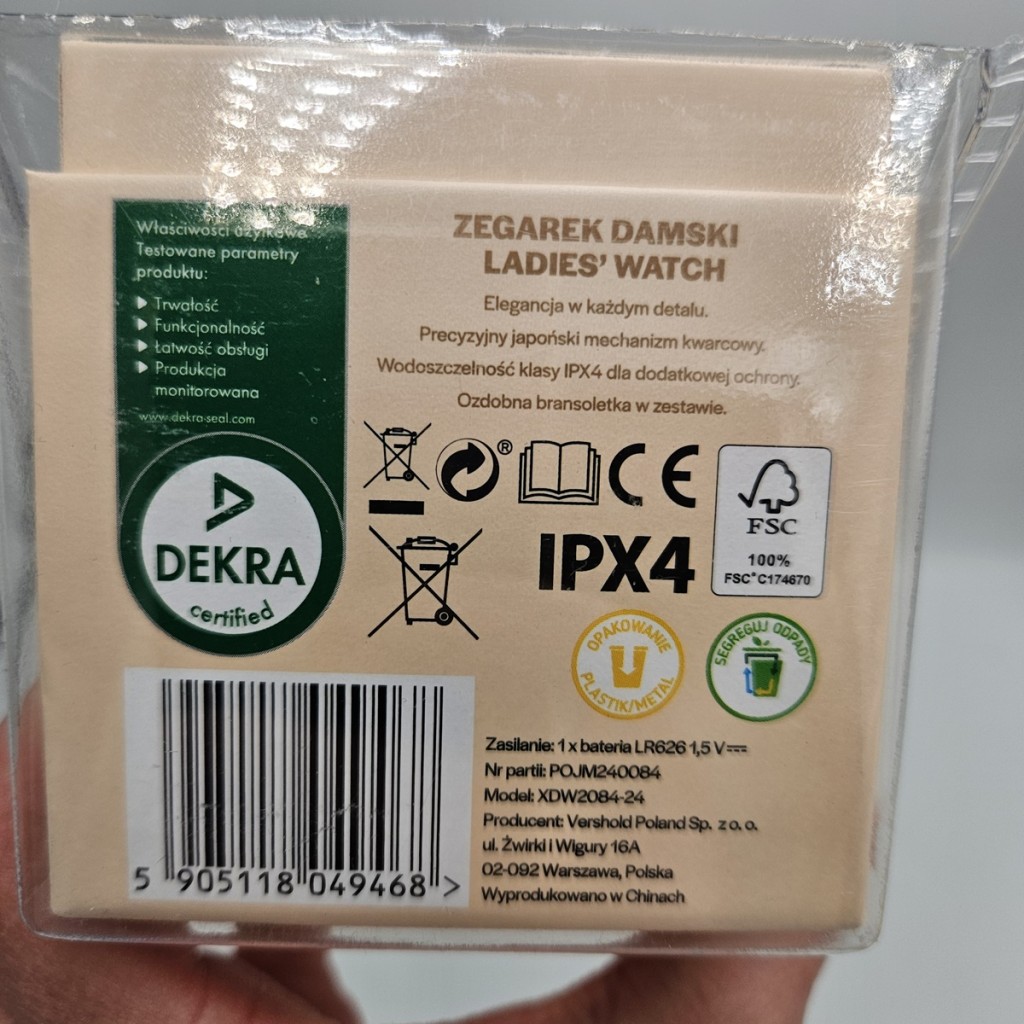 Właściwości użytkowe
Testowane parametry
produktu:
Trwałość
Funkcjonalność
Łatwość obsługi
Produkcja
monitorowana
www.dekra-seal.com
DEKRA
certified
ZEGAREK DAMSKI
LADIES' WATCH
Elegancja w każdym detalu.
Precyzyjny japoński mechanizm kwarcowy.
Wodoszczelność klasy IPX4 dla dodatkowej ochrony.
Ozdobna bransoletka w zestawie.
® CE
FSC
100%
FSC® C174670
IPX4
OPAKOWANIE
PLASTIK/METAL
SEGREGUJ ODPADY
5 905118 049468 >
Zasilanie: 1 x bateria LR626 1,5 V⎓
Nr partii: POJM240084
Model: XDW2084-24
Producent: Vershold Poland Sp. z o. o.
ul. Żwirki i Wigury 16A
02-092 Warszawa, Polska
Wyprodukowano w Chinach